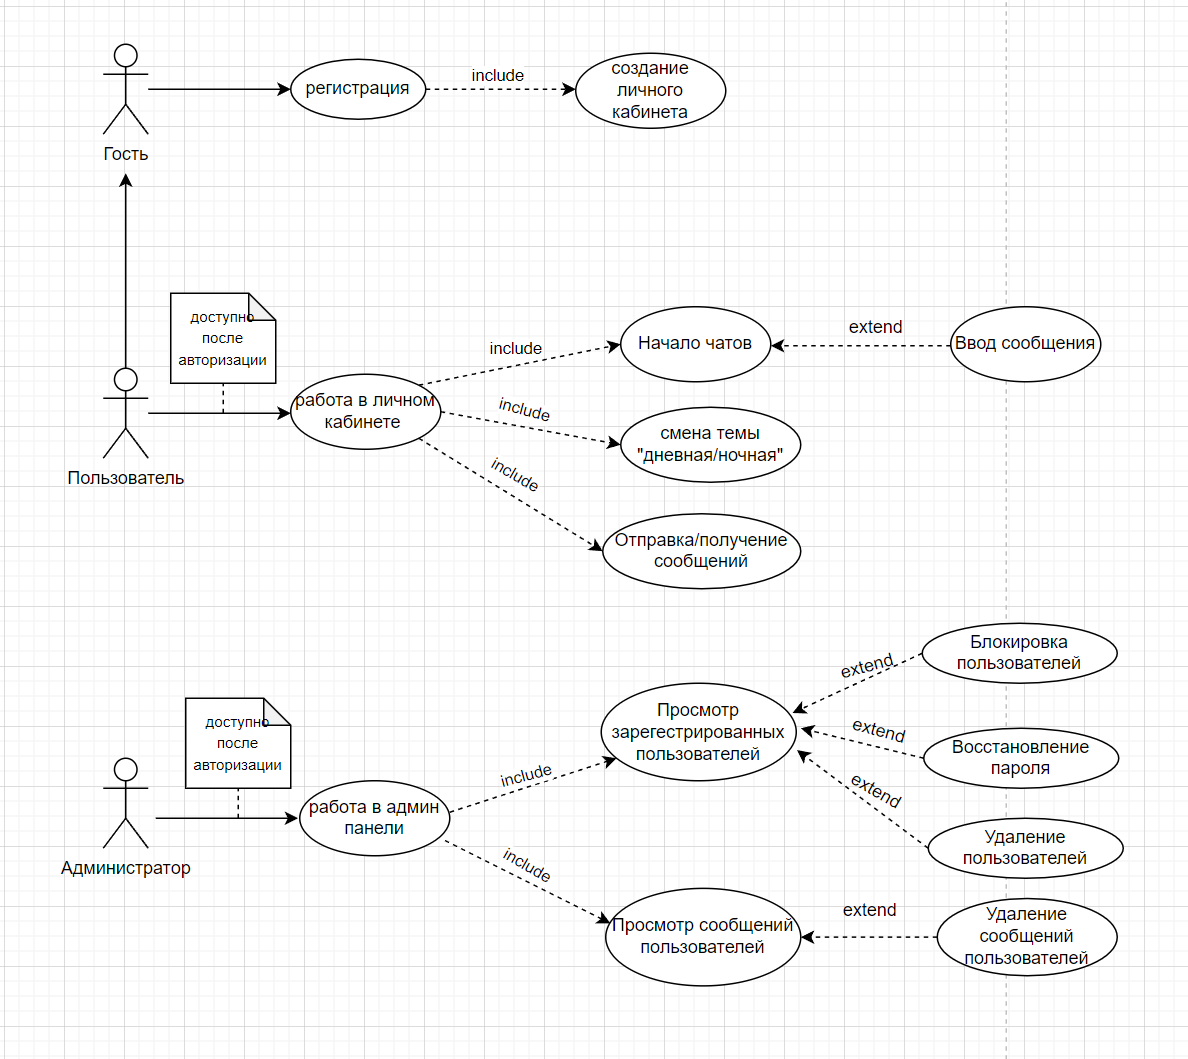 регистрация
include
создание
личного
кабинета
Гость
доступно
после
авторизации
Пользователь
работа в личном
кабинете
include
Начало чатов
extend
Ввод сообщения
include
смена темы
"дневная/ночная"
include
Отправка/получение
сообщений
доступно
после
авторизации
Администратор
работа в админ
панели
include
Просмотр
зарегестрированных
пользователей
extend
Блокировка
пользователей
extend
Восстановление
пароля
extend
Удаление
пользователей
include
Просмотр сообщений
пользователей
extend
Удаление
сообщений
пользователей